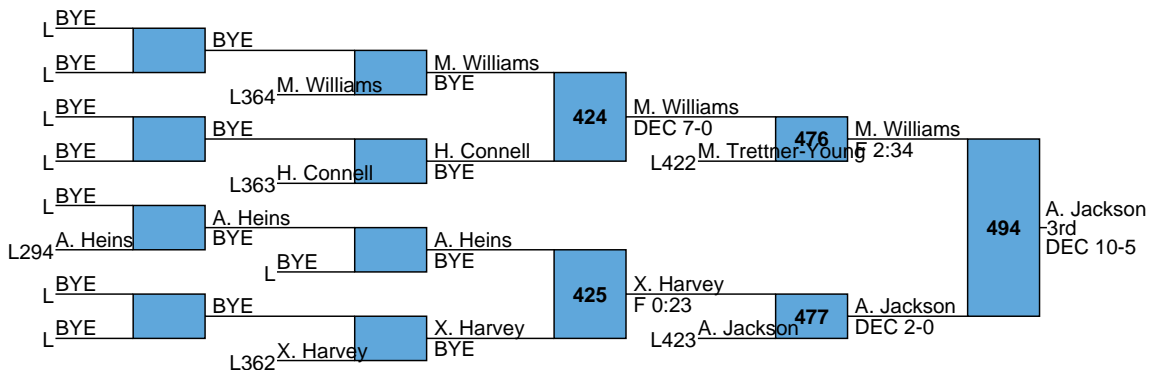 BYE
L
BYE
L
BYE
L364
M. Williams
M. Williams
BYE
BYE
L
BYE
L
BYE
L363
H. Connell
H. Connell
BYE
424
M. Williams
DEC 7-0
L422
M. Trettner-Young
476
M. Williams
F 2:34
BYE
L
L294
A. Heins
A. Heins
BYE
L
BYE
A. Heins
BYE
BYE
L
BYE
L
BYE
L362
X. Harvey
X. Harvey
BYE
425
X. Harvey
F 0:23
L423
A. Jackson
477
A. Jackson
DEC 2-0
494
A. Jackson
3rd
DEC 10-5